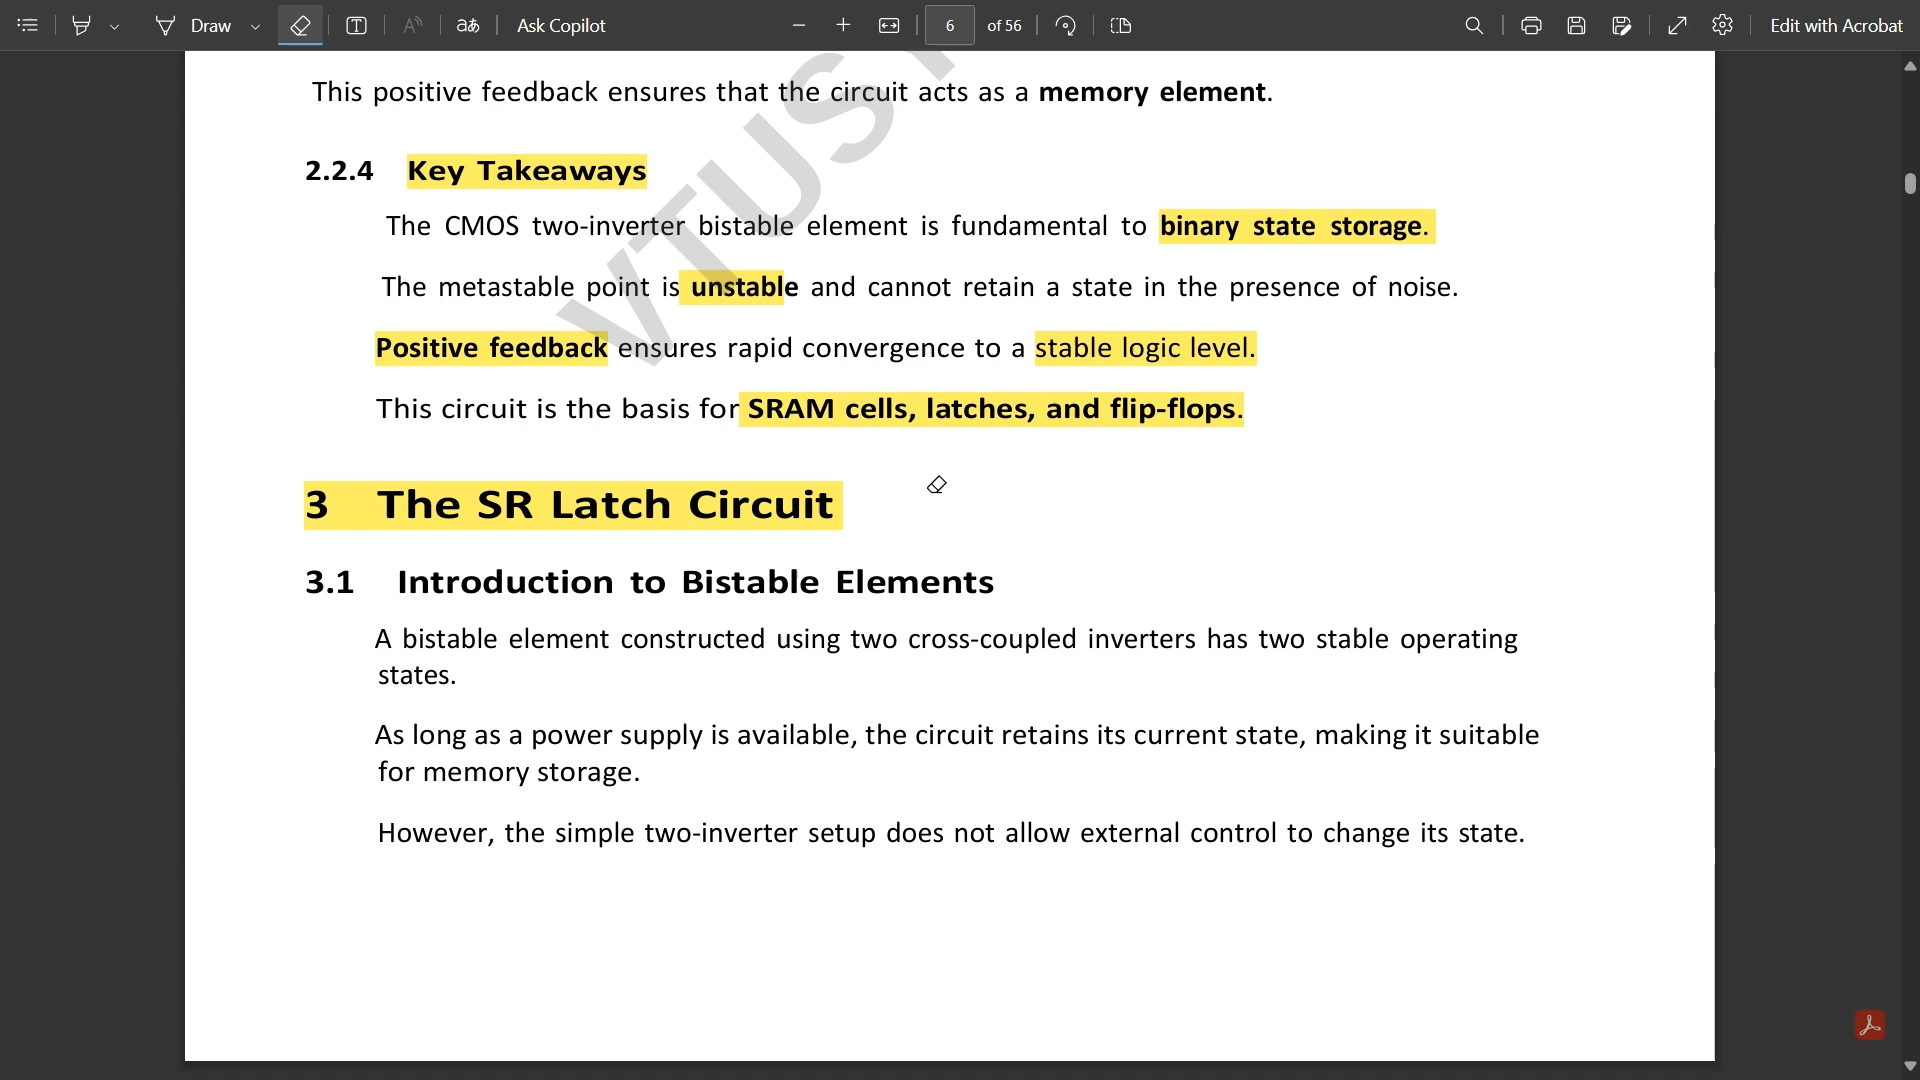 Draw
aあ
Ask Copilot
6
of 56
Edit with Acrobat
This positive feedback ensures that the circuit acts as a memory element.
2.2.4 Key Takeaways
The CMOS two-inverter bistable element is fundamental to binary state storage.
The metastable point is unstable and cannot retain a state in the presence of noise.
Positive feedback ensures rapid convergence to a stable logic level.
This circuit is the basis for SRAM cells, latches, and flip-flops.
VTUS
3 The SR Latch Circuit
3.1 Introduction to Bistable Elements
A bistable element constructed using two cross-coupled inverters has two stable operating
states.
As long as a power supply is available, the circuit retains its current state, making it suitable
for memory storage.
However, the simple two-inverter setup does not allow external control to change its state.